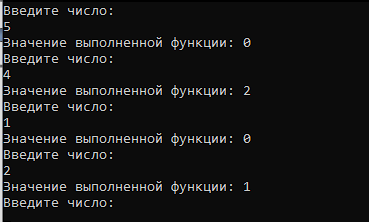 Введите число:
5
Значение выполненной функции: 0
Введите число:
4
Значение выполненной функции: 2
Введите число:
1
Значение выполненной функции: 0
Введите число:
2
Значение выполненной функции: 1
Введите число: